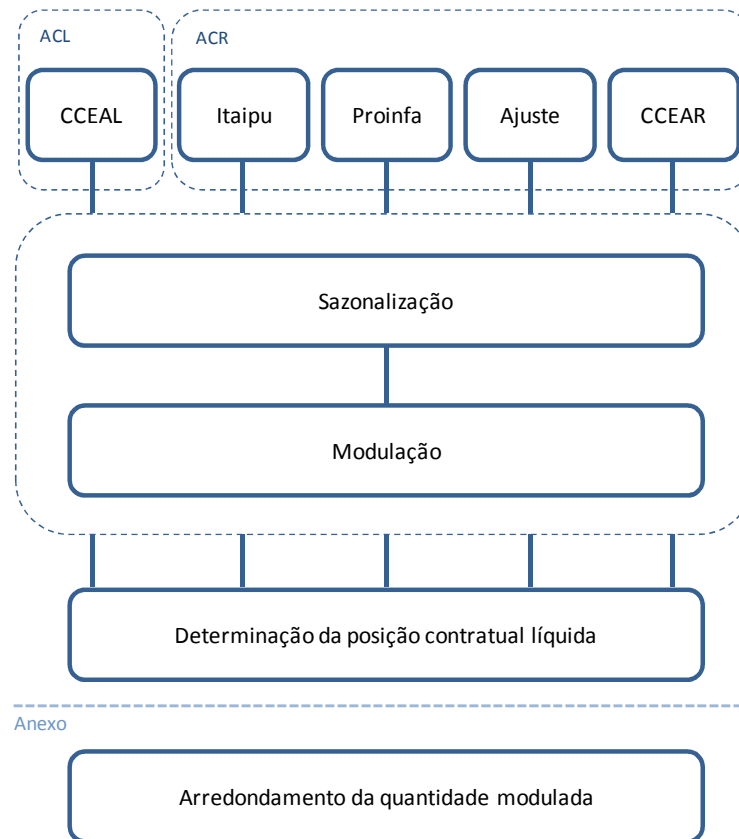 ACL
ACR
CCEAL
Itaipu
Proinfa
Ajuste
CCEAR
Sazonalização
Modulação
Determinação da posição contratual líquida
Anexo
Arredondamento da quantidade modulada